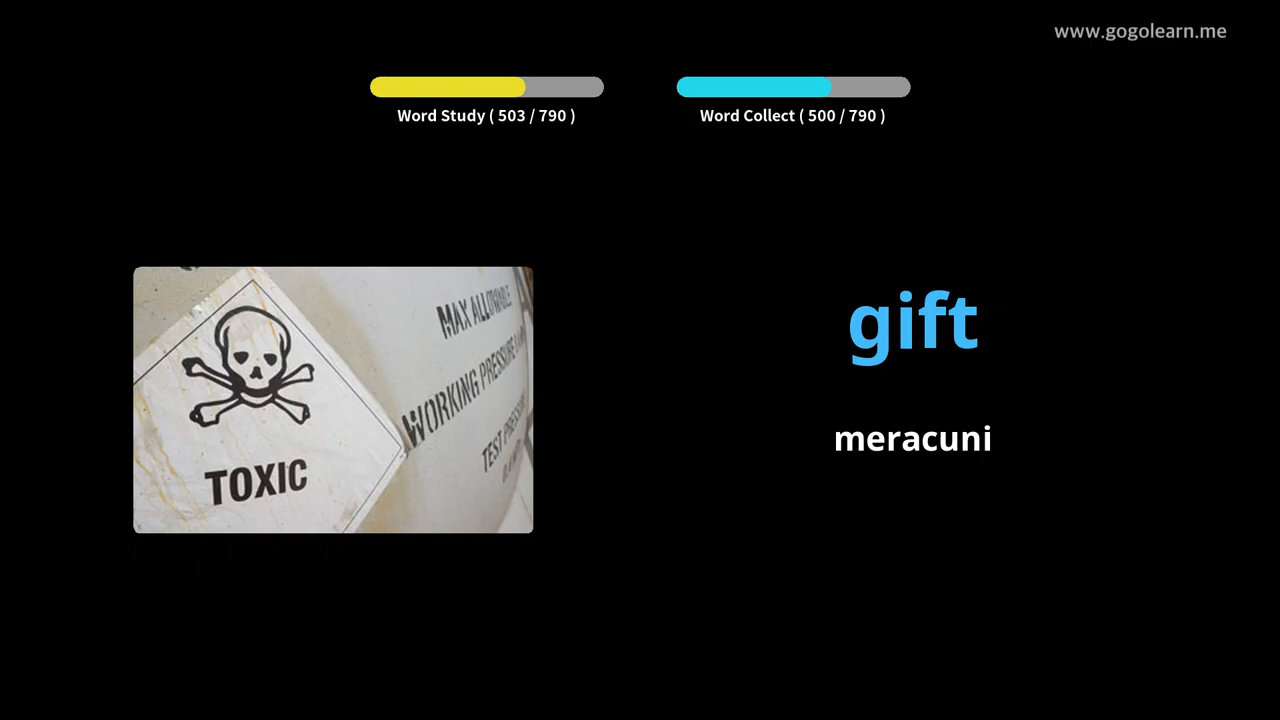 www.gogolearn.me
Word Study ( 503 / 790 )
Word Collect ( 500 / 790 )
MAX ALLOWABLE
WORKING PRESSURE
TEST PRESSURE
TOXIC
gift
meracuni